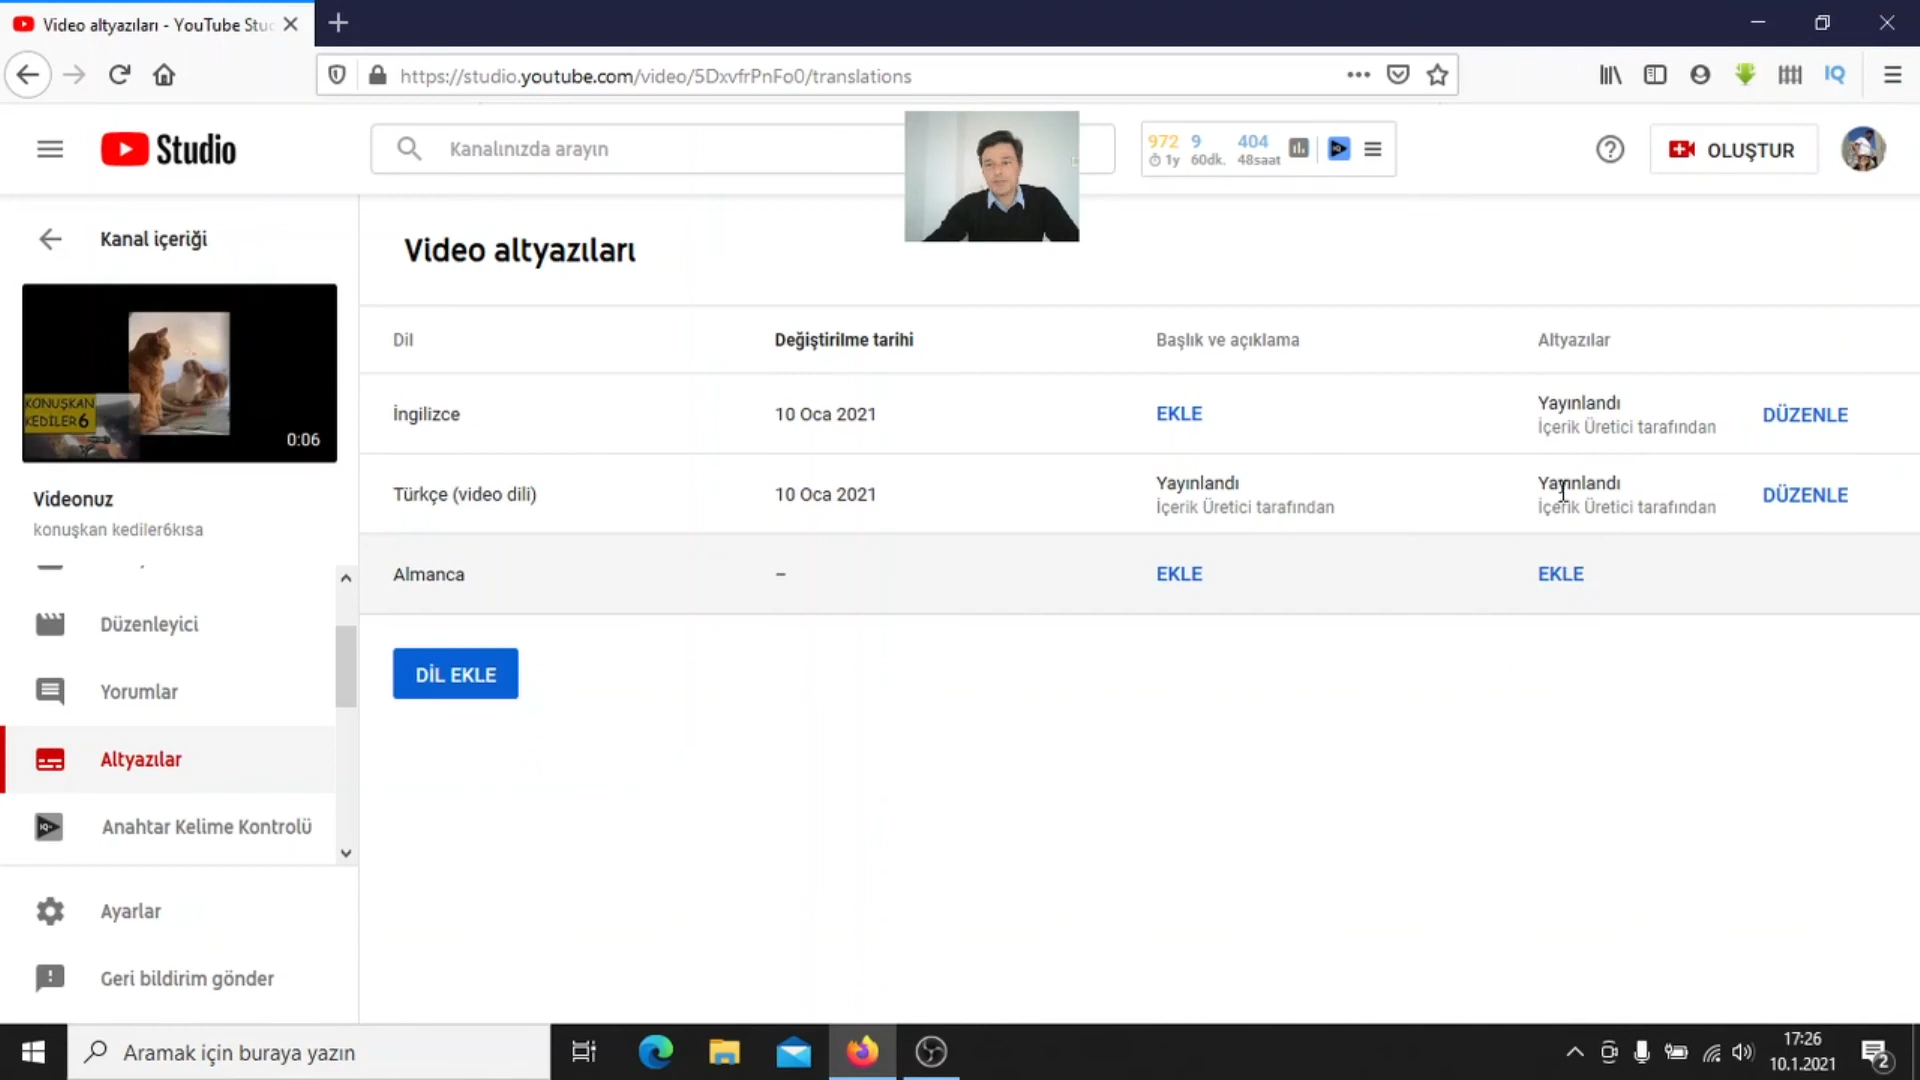 Video altyazıları - YouTube Stud
https://studio.youtube.com/video/5DxvfrPnFo0/translations
IQ
Studio
Kanalınızda arayın
972 9 404
1y 60dk. 48saat
OLUŞTUR
Kanal içeriği
KONUŞKAN
KEDİLER6
0:06
Videonuz
konuşkan kediler6kısa
Düzenleyici
Yorumlar
Altyazılar
Anahtar Kelime Kontrolü
Ayarlar
Geri bildirim gönder
Video altyazıları
Dil Değiştirilme tarihi Başlık ve açıklama Altyazılar
İngilizce 10 Oca 2021 EKLE Yayınlandı DÜZENLE
İçerik Üretici tarafından
Türkçe (video dili) 10 Oca 2021 Yayınlandı Yayınlandı DÜZENLE
İçerik Üretici tarafından İçerik Üretici tarafından
Almanca – EKLE EKLE
DİL EKLE
Aramak için buraya yazın
17:26
10.1.2021
2